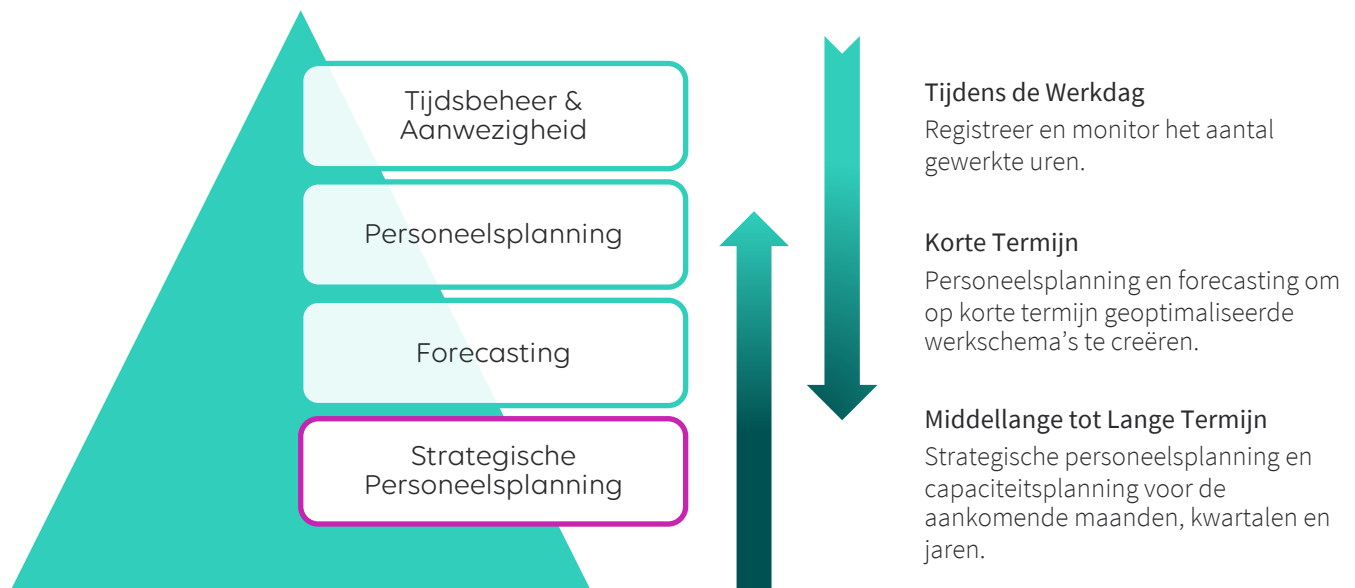 Tijdsbeheer &
Aanwezigheid
Personeelsplanning
Forecasting
Strategische
Personeelsplanning
Tijdens de Werkdag
Registreer en monitor het aantal
gewerkte uren.
Korte Termijn
Personeelsplanning en forecasting om
op korte termijn geoptimaliseerde
werkschema’s te creëren.
Middellange tot Lange Termijn
Strategische personeelsplanning en
capaciteitsplanning voor de
aankomende maanden, kwartalen en
jaren.